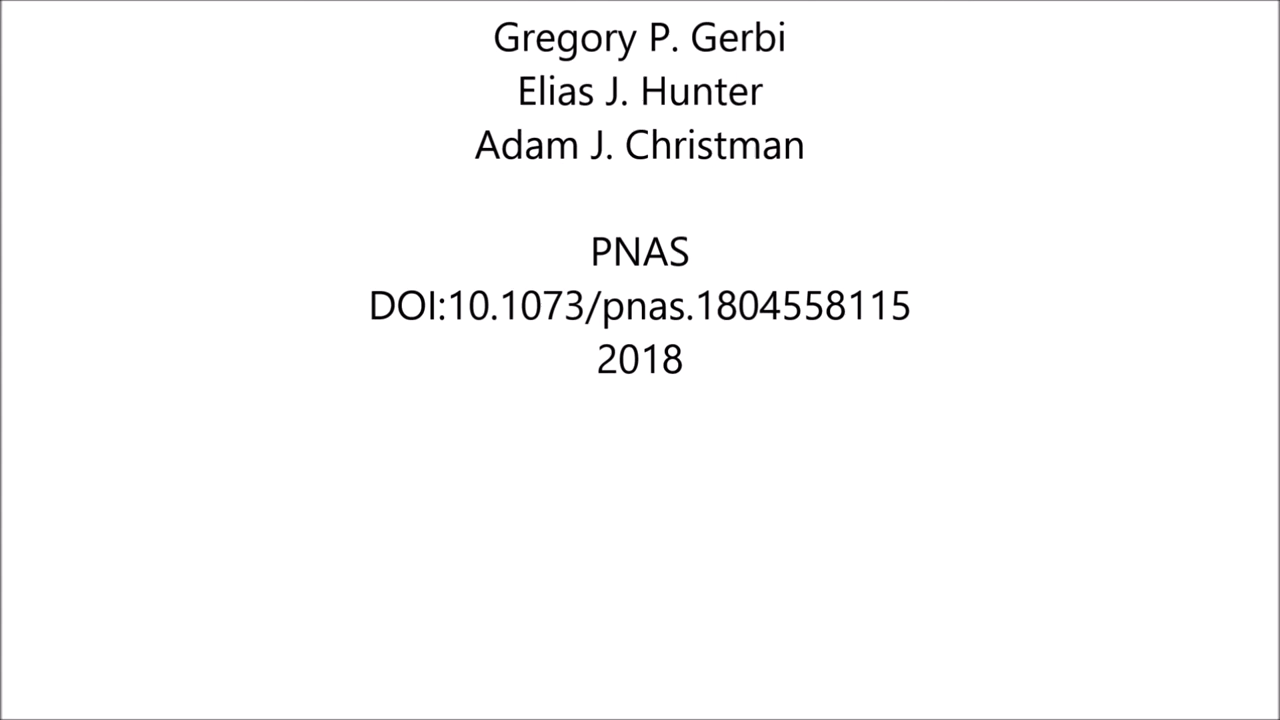 Gregory P. Gerbi
Elias J. Hunter
Adam J. Christman
PNAS
DOI:10.1073/pnas.1804558115
2018